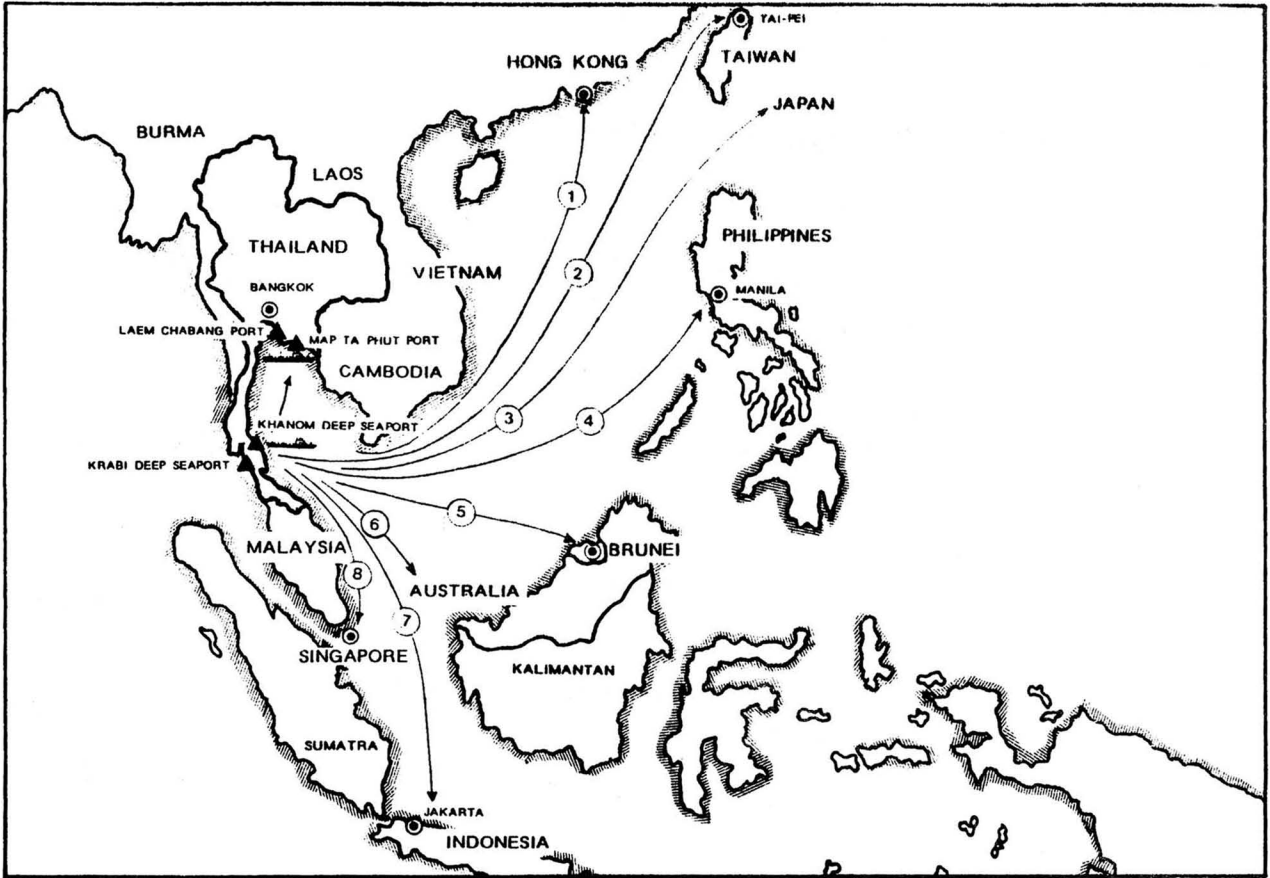 TAI-PEI
TAIWAN
HONG KONG
JAPAN
BURMA
LAOS
1
THAILAND
PHILIPPINES
2
VIETNAM
BANGKOK
MANILA
LAEM CHABANG PORT
MAP TA PHUT PORT
CAMBODIA
KHANOM DEEP SEAPORT
3
4
KRABI DEEP SEAPORT
5
6
MALAYSIA
BRUNEI
8
AUSTRALIA
7
SINGAPORE
KALIMANTAN
SUMATRA
JAKARTA
INDONESIA